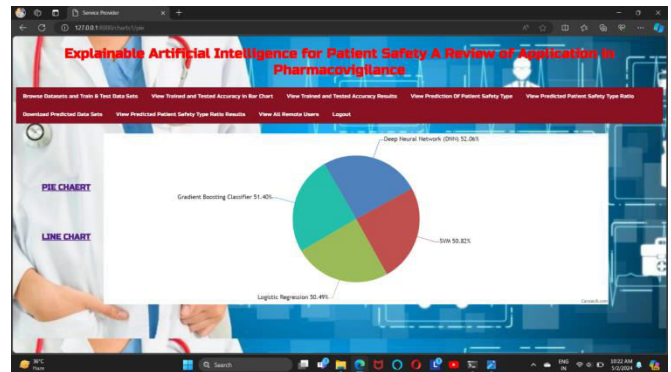 Service Provider
127.0.0.1:8000/charts1/pie
Explainable Artificial Intelligence for Patient Safety A Review of Application in
Pharmacovigilance
Browse Datasets and Train & Test Data Sets View Trained and Tested Accuracy in Bar Chart View Trained and Tested Accuracy Results View Prediction Of Patient Safety Type View Predicted Patient Safety Type Ratio
Download Predicted Data Sets View Predicted Patient Safety Type Ratio Results View All Remote Users Logout
Deep Neural Network (DNN) 52.06%
PIE CHAERT
Gradient Boosting Classifier 51.40%
LINE CHART
SVM 50.82%
Logistic Regression 50.49%
CanvasJS.com
36°C
Haze
Search
ENG
IN
10:22 AM
5/2/2024